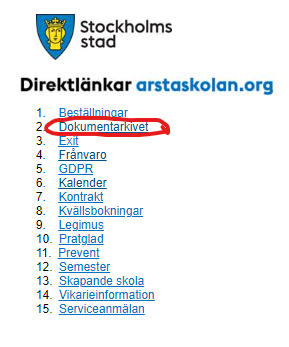 Stockholms
stad
Direktlänkar arstaskolan.org
1. Beställningar
2. Dokumentarkivet
3. Exit
4. Frånvaro
5. GDPR
6. Kalender
7. Kontrakt
8. Kvällsbokningar
9. Legimus
10. Pratglad
11. Prevent
12. Semester
13. Skapande skola
14. Vikarieinformation
15. Serviceanmälan